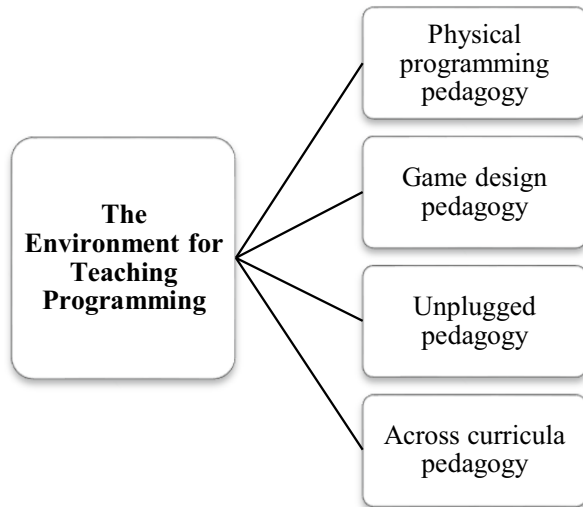 The
Environment for
Teaching
Programming
Physical
programming
pedagogy
Game design
pedagogy
Unplugged
pedagogy
Across curricula
pedagogy